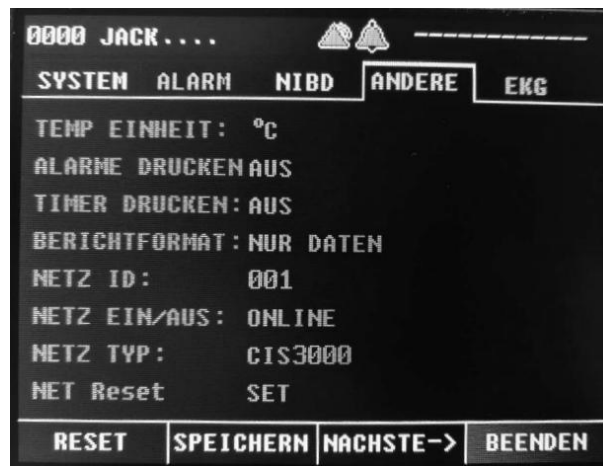 0000 JACK.... -------------
SYSTEM ALARM NIBD ANDERE EKG
TEMP EINHEIT: °C
ALARME DRUCKEN AUS
TIMER DRUCKEN: AUS
BERICHTFORMAT: NUR DATEN
NETZ ID: 001
NETZ EIN/AUS: ONLINE
NETZ TYP: CIS3000
NET Reset SET
RESET SPEICHERN NACHSTE-> BEENDEN